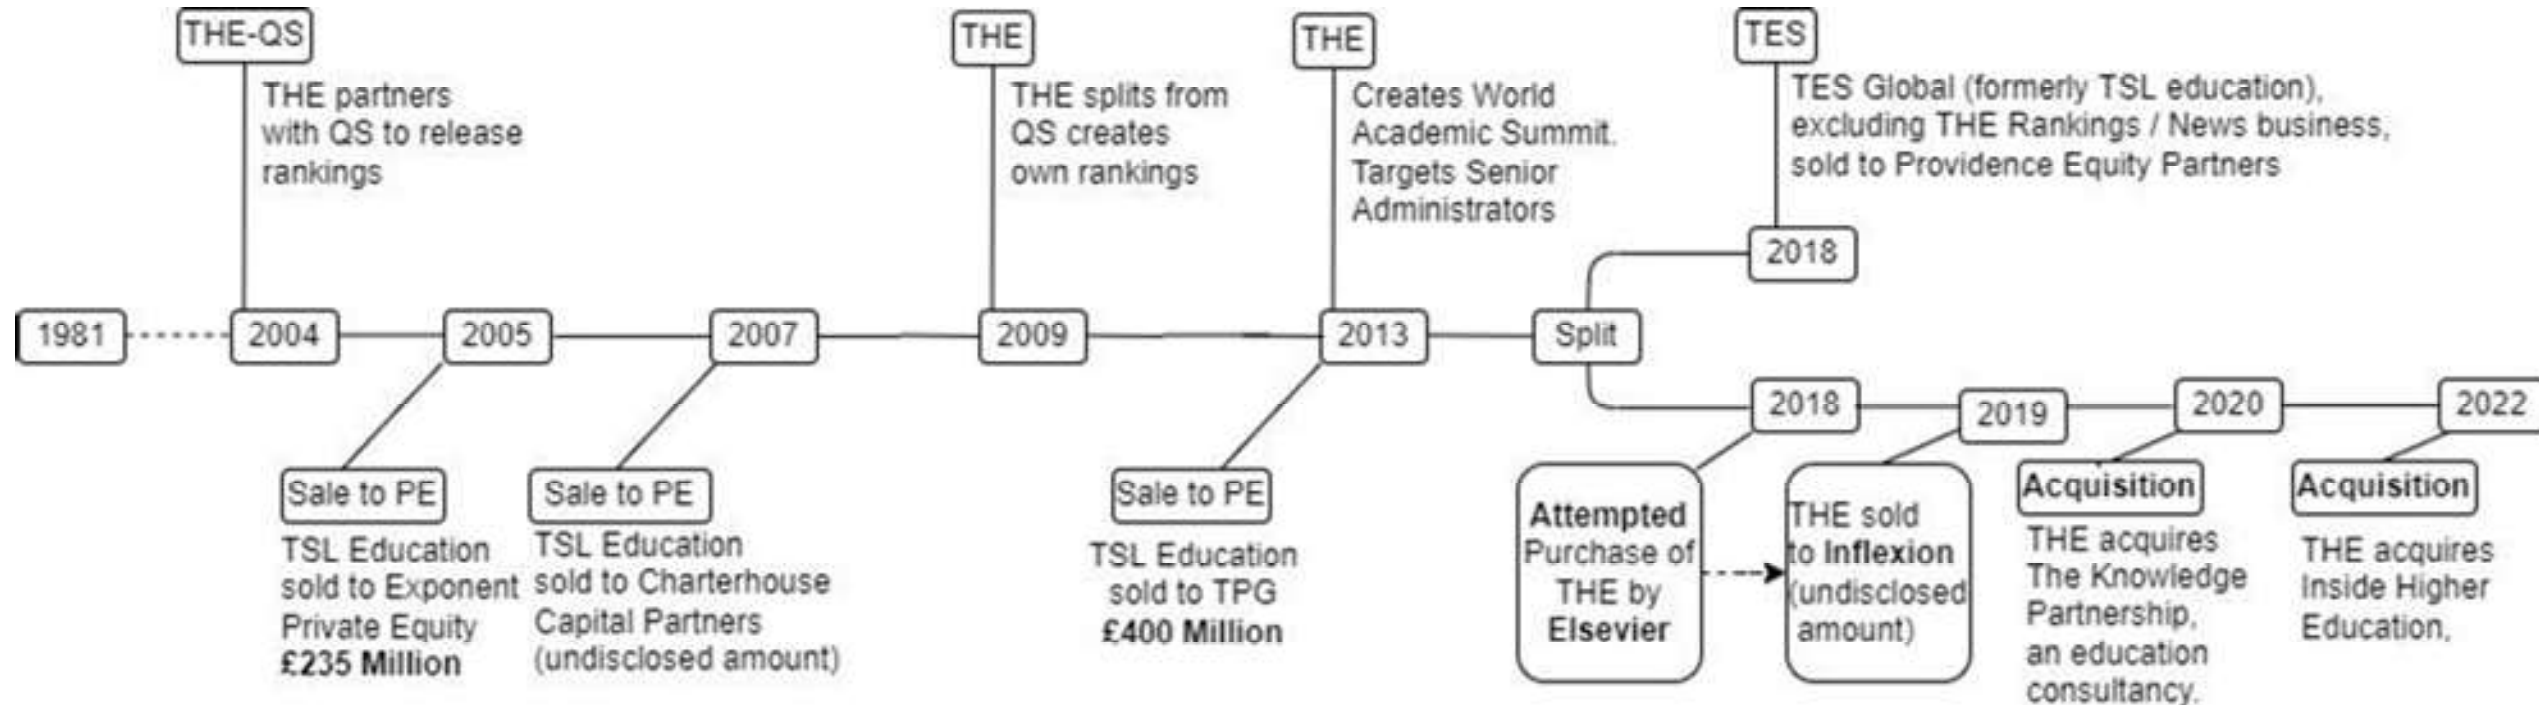 THE-QS
THE partners
with QS to release
rankings
THE
THE splits from
QS creates
own rankings
THE
Creates World
Academic Summit.
Targets Senior
Administrators
TES
TES Global (formerly TSL education),
excluding THE Rankings / News business,
sold to Providence Equity Partners
2018
1981
2004
2005
2007
2009
2013
Split
2018
2019
2020
2022
Sale to PE
TSL Education
sold to Exponent
Private Equity
£235 Million
Sale to PE
TSL Education
sold to Charterhouse
Capital Partners
(undisclosed amount)
Sale to PE
TSL Education
sold to TPG
£400 Million
Attempted
Purchase of
THE by
Elsevier
THE sold
to Inflexion
(undisclosed
amount)
Acquisition
THE acquires
The Knowledge
Partnership,
an education
consultancy.
Acquisition
THE acquires
Inside Higher
Education.